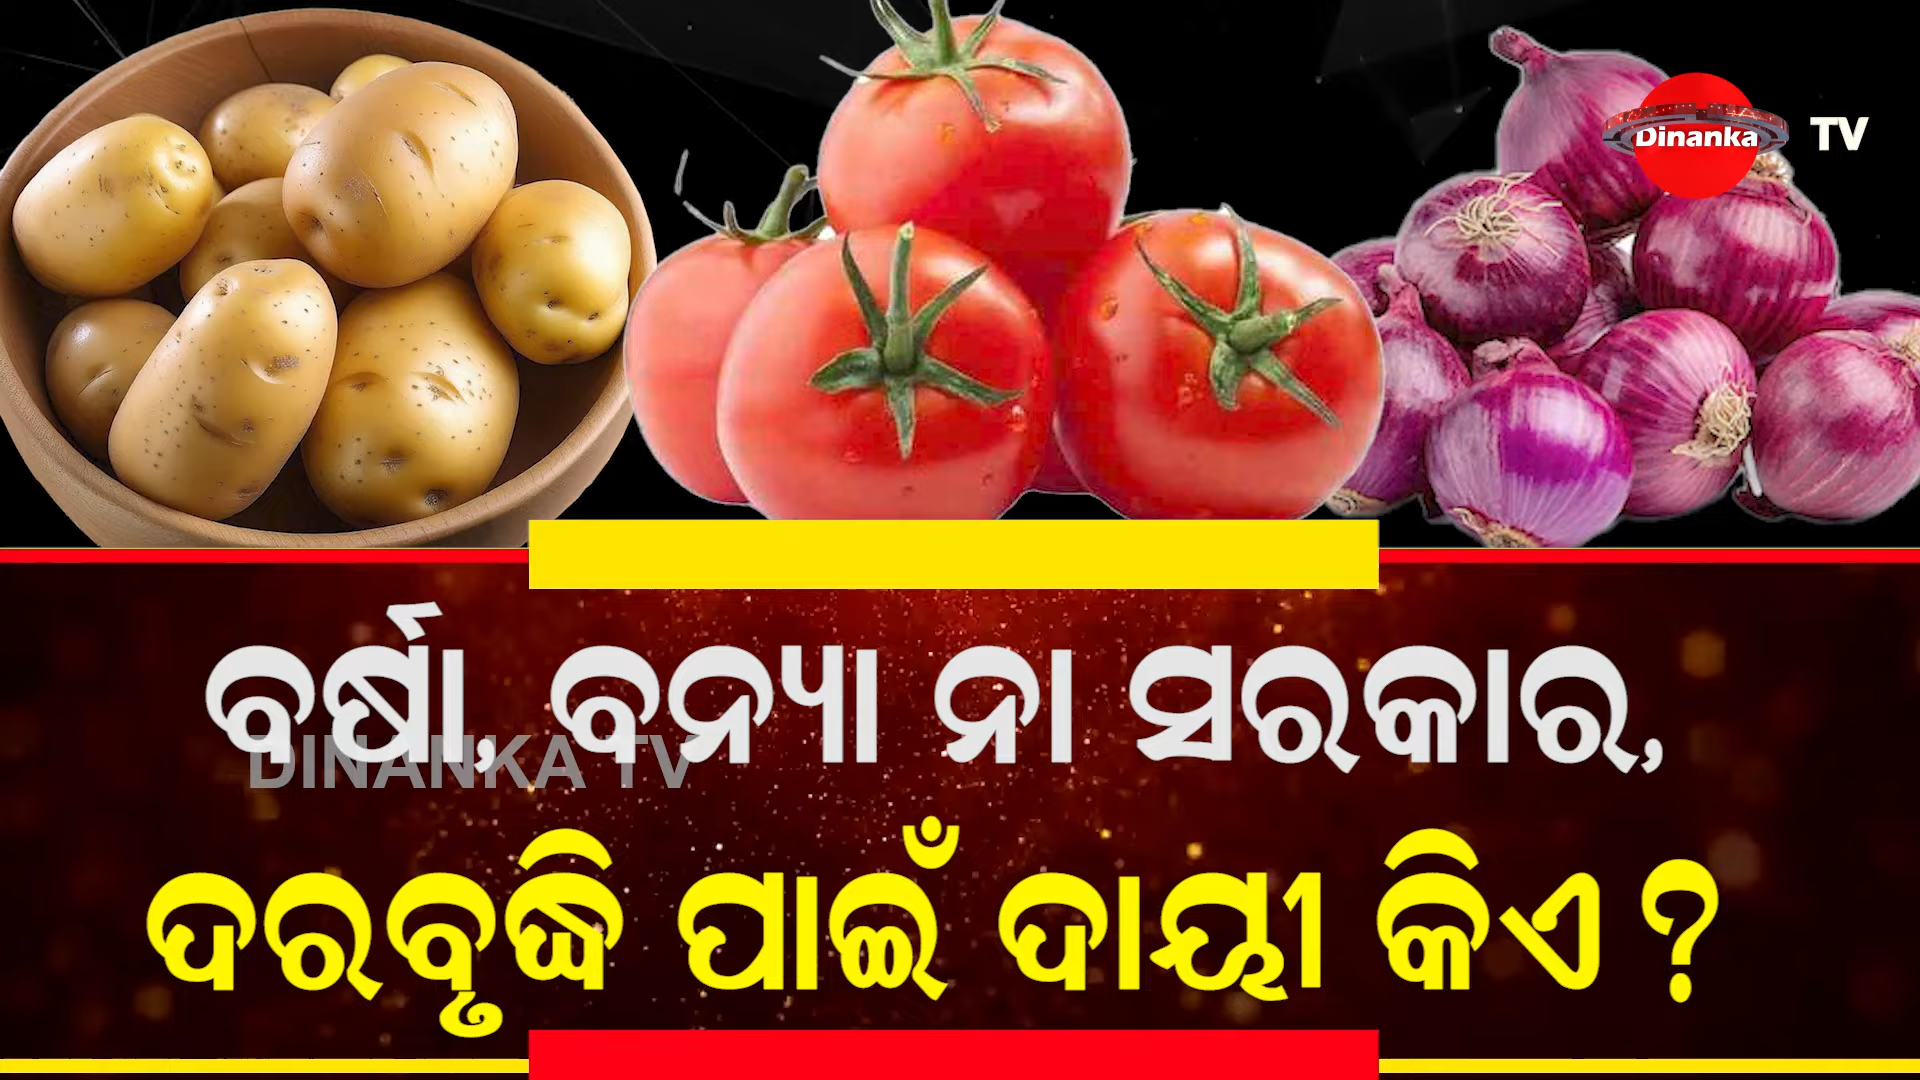 Dinanka TV
ବର୍ଷା, ବନ୍ୟା ନା ସରକାର,
DINANKA TV
ଦରବୃଦ୍ଧି ପାଇଁ ଦାୟୀ କିଏ ?